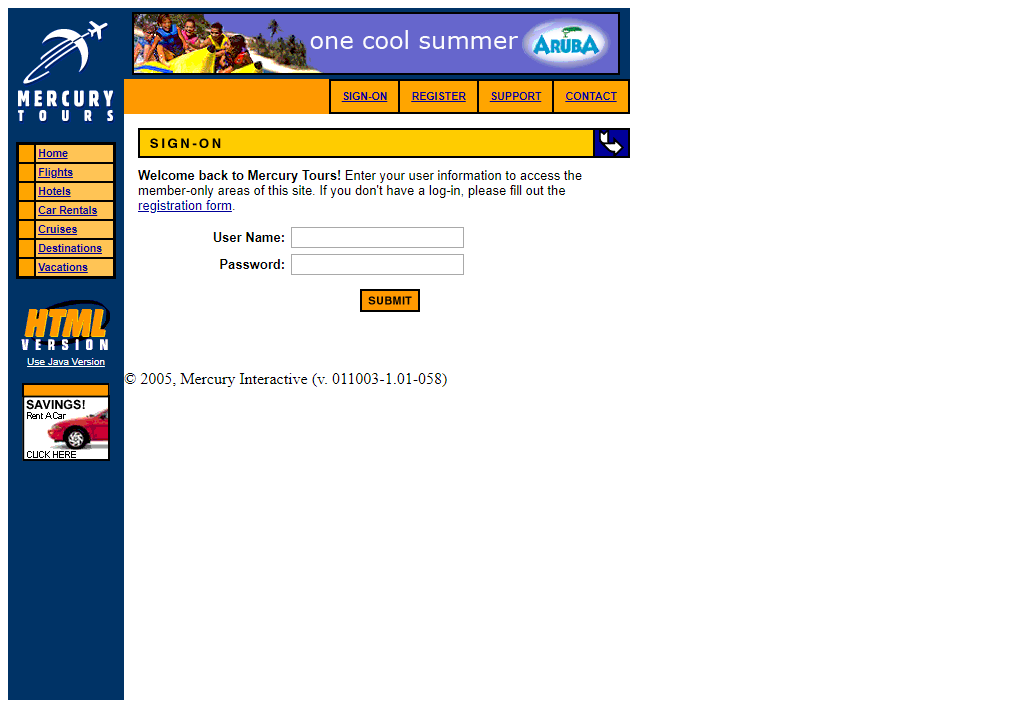 one cool summer
ARUBA
MERCURY
TOURS
SIGN-ON
REGISTER
SUPPORT
CONTACT
Home
Flights
Hotels
Car Rentals
Cruises
Destinations
Vacations
HTML
VERSION
Use Java Version
SAVINGS!
Rent A Car
CLICK HERE
SIGN-ON
Welcome back to Mercury Tours! Enter your user information to access the
member-only areas of this site. If you don't have a log-in, please fill out the
registration form.
User Name:
Password:
SUBMIT
© 2005, Mercury Interactive (v. 011003-1.01-058)